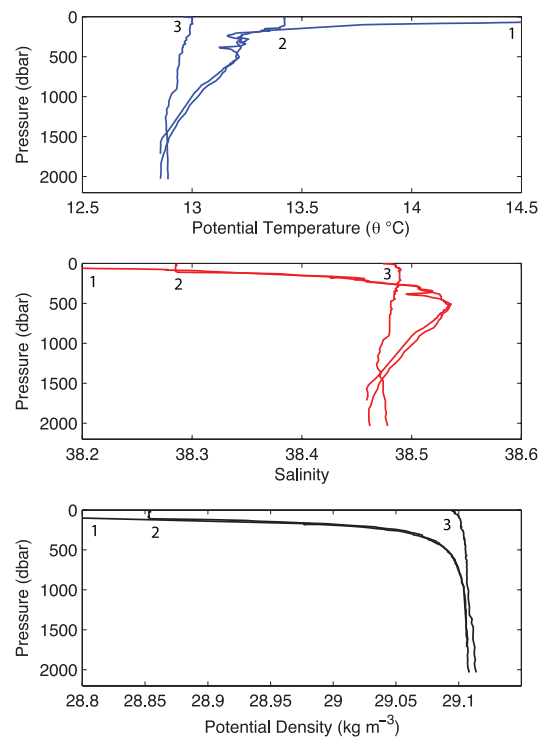 0
500
1000
1500
2000
Pressure (dbar)
3
2
1
12.5 13 13.5 14 14.5
Potential Temperature (θ °C)
0
500
1000
1500
2000
Pressure (dbar)
1 2 3
38.2 38.3 38.4 38.5 38.6
Salinity
0
500
1000
1500
2000
Pressure (dbar)
1 2 3
28.8 28.85 28.9 28.95 29 29.05 29.1
Potential Density (kg m⁻³)